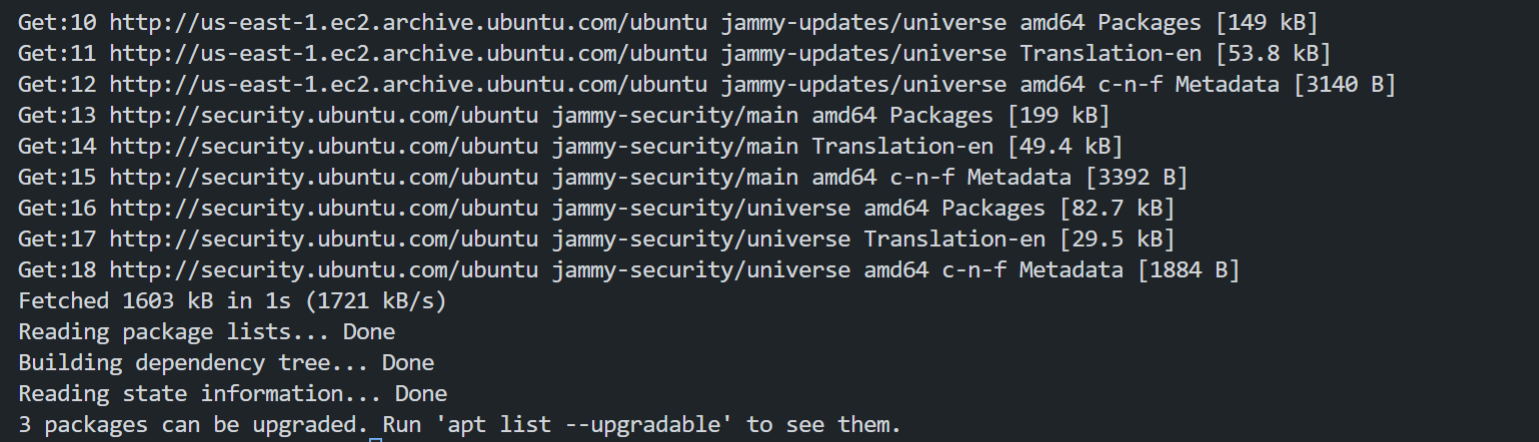 Get:10 http://us-east-1.ec2.archive.ubuntu.com/ubuntu jammy-updates/universe amd64 Packages [149 kB]
Get:11 http://us-east-1.ec2.archive.ubuntu.com/ubuntu jammy-updates/universe Translation-en [53.8 kB]
Get:12 http://us-east-1.ec2.archive.ubuntu.com/ubuntu jammy-updates/universe amd64 c-n-f Metadata [3140 B]
Get:13 http://security.ubuntu.com/ubuntu jammy-security/main amd64 Packages [199 kB]
Get:14 http://security.ubuntu.com/ubuntu jammy-security/main Translation-en [49.4 kB]
Get:15 http://security.ubuntu.com/ubuntu jammy-security/main amd64 c-n-f Metadata [3392 B]
Get:16 http://security.ubuntu.com/ubuntu jammy-security/universe amd64 Packages [82.7 kB]
Get:17 http://security.ubuntu.com/ubuntu jammy-security/universe Translation-en [29.5 kB]
Get:18 http://security.ubuntu.com/ubuntu jammy-security/universe amd64 c-n-f Metadata [1884 B]
Fetched 1603 kB in 1s (1721 kB/s)
Reading package lists... Done
Building dependency tree... Done
Reading state information... Done
3 packages can be upgraded. Run 'apt list --upgradable' to see them.